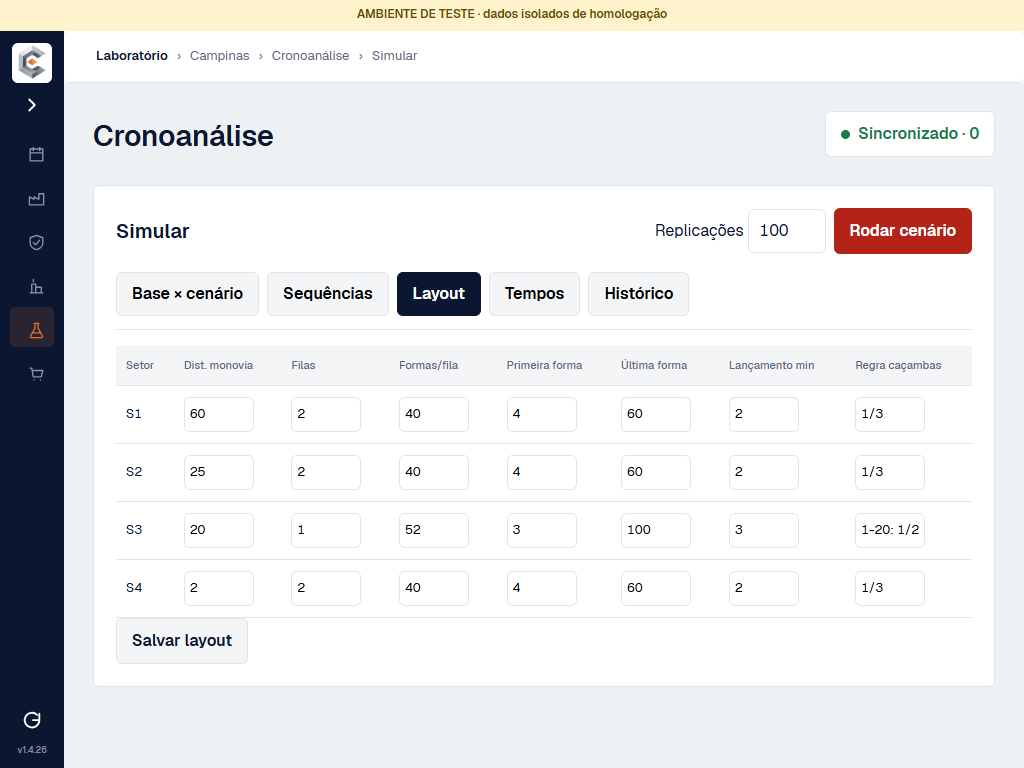 AMBIENTE DE TESTE · dados isolados de homologação
Laboratório › Campinas › Cronoanálise › Simular
Cronoanálise
Sincronizado · 0
Simular
Replicações 100 Rodar cenário
Base × cenário Sequências Layout Tempos Histórico
Setor Dist. monovia Filas Formas/fila Primeira forma Última forma Lançamento min Regra caçambas
S1 60 2 40 4 60 2 1/3
S2 25 2 40 4 60 2 1/3
S3 20 1 52 3 100 3 1-20: 1/2
S4 2 2 40 4 60 2 1/3
Salvar layout
v1.4.26